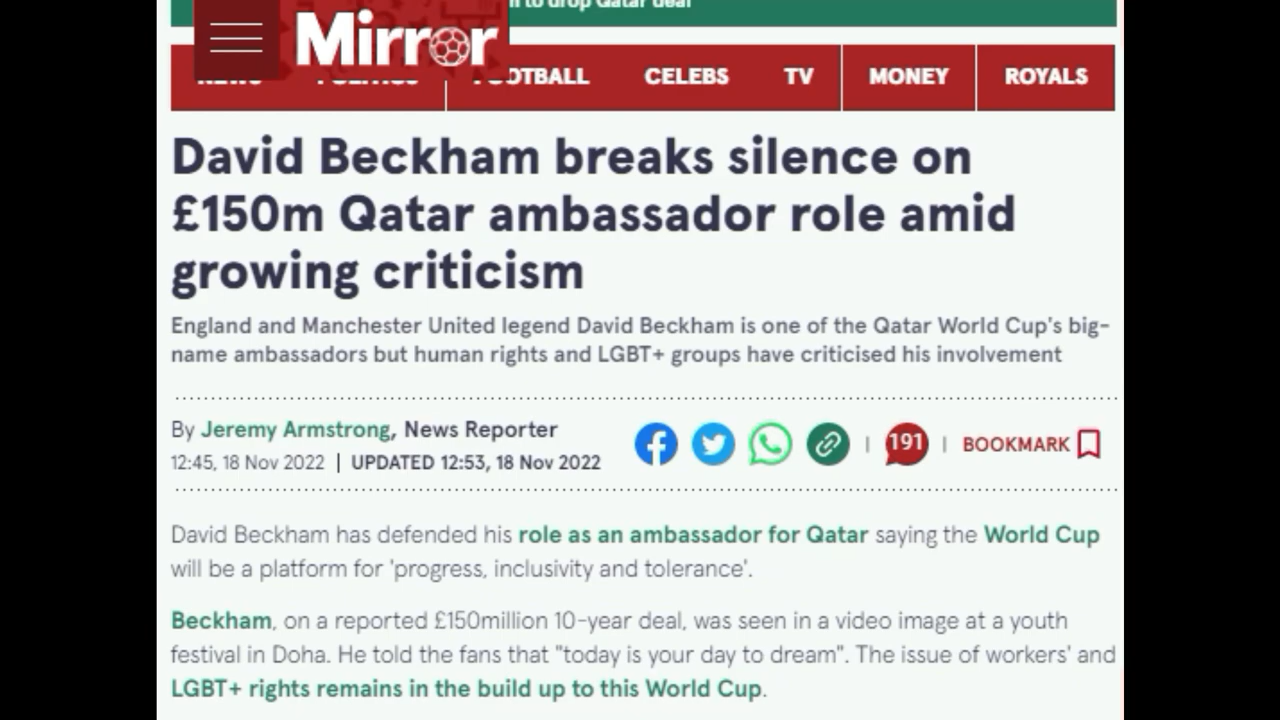 to drop Qatar deal
Mirror
NEWS POLITICS FOOTBALL CELEBS TV MONEY ROYALS
David Beckham breaks silence on
£150m Qatar ambassador role amid
growing criticism
England and Manchester United legend David Beckham is one of the Qatar World Cup's big-
name ambassadors but human rights and LGBT+ groups have criticised his involvement
By Jeremy Armstrong, News Reporter
12:45, 18 Nov 2022 | UPDATED 12:53, 18 Nov 2022
191 | BOOKMARK
David Beckham has defended his role as an ambassador for Qatar saying the World Cup
will be a platform for 'progress, inclusivity and tolerance'.
Beckham, on a reported £150million 10-year deal, was seen in a video image at a youth
festival in Doha. He told the fans that "today is your day to dream". The issue of workers' and
LGBT+ rights remains in the build up to this World Cup.